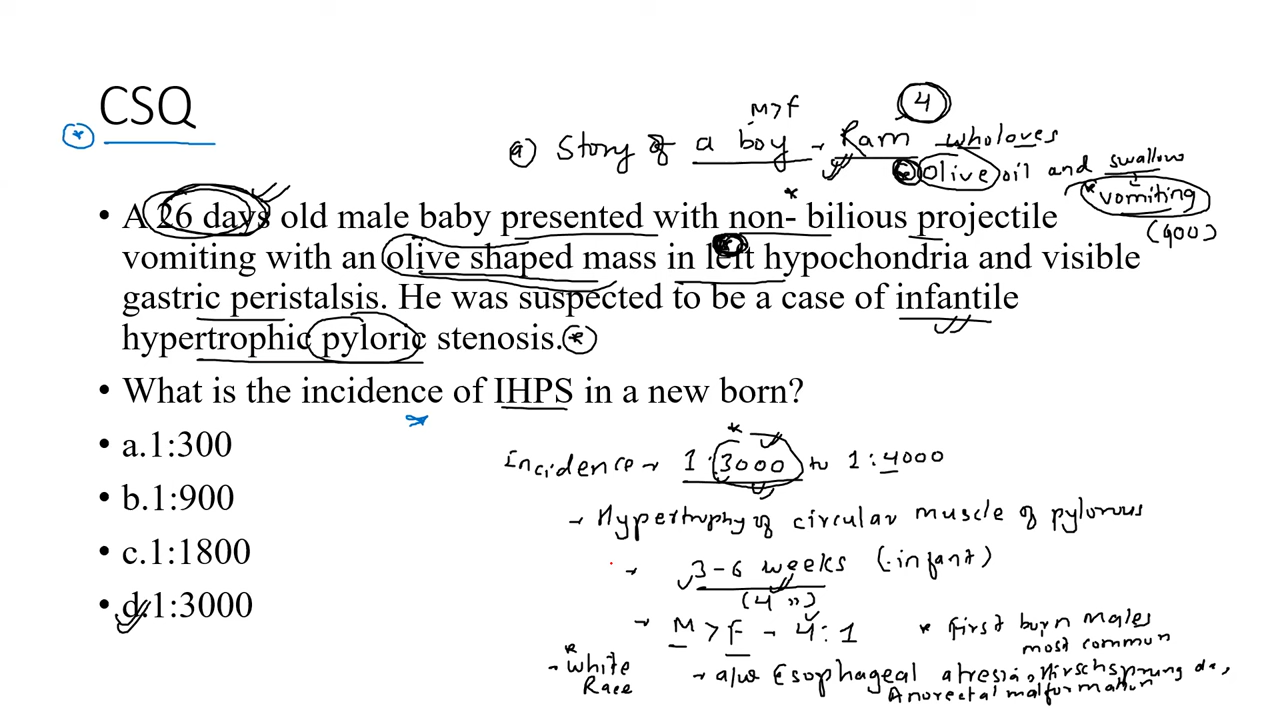 CSQ
M>F
4
a) Story of a boy → Ram who loves
olive oil and swallow
vomiting
(400)
• A 26 days old male baby presented with non- bilious projectile
vomiting with an olive shaped mass in left hypochondria and visible
gastric peristalsis. He was suspected to be a case of infantile
hypertrophic pyloric stenosis.
• What is the incidence of IHPS in a new born?
• a.1:300
• b.1:900
• c.1:1800
• d.1:3000
Incidence → 1:3000 to 1:4000
→ Hypertrophy of circular muscle of pylorous
→ 3-6 weeks (infant)
(4 ")
→ M > F → 4:1 * first born males
most common
→ white
Race
→ a/w Esophageal atresia, Hirschsprung ds,
Anorectal malformation